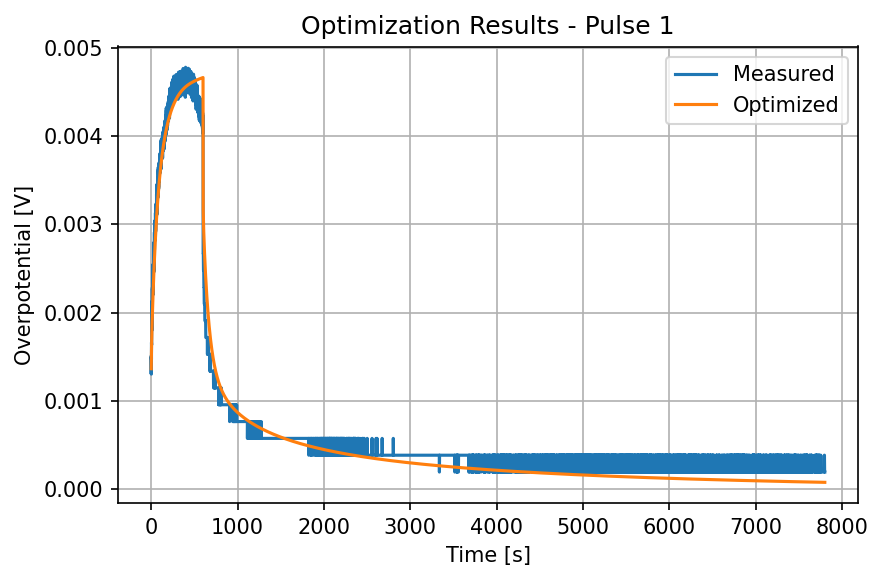 Optimization Results - Pulse 1
Overpotential [V]
0.005
0.004
0.003
0.002
0.001
0.000
Measured
Optimized
0 1000 2000 3000 4000 5000 6000 7000 8000
Time [s]